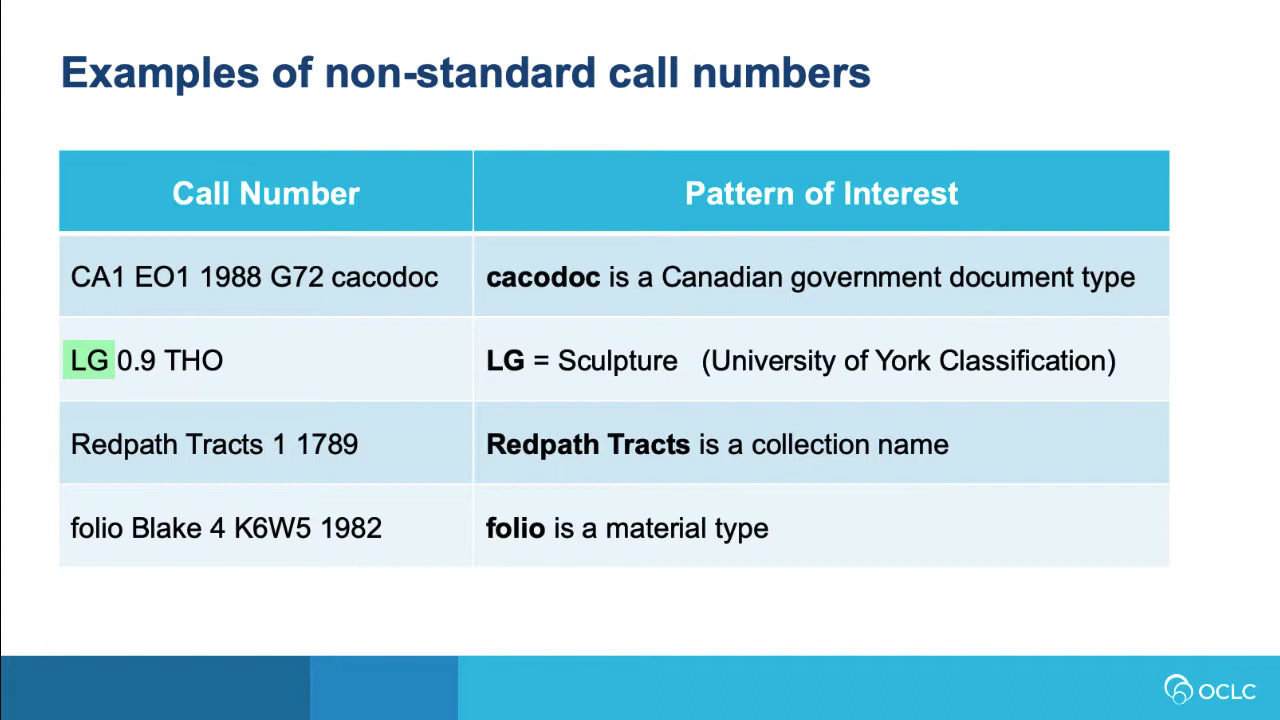 Examples of non-standard call numbers
Call Number
Pattern of Interest
CA1 EO1 1988 G72 cacodoc
cacodoc is a Canadian government document type
LG 0.9 THO
LG = Sculpture (University of York Classification)
Redpath Tracts 1 1789
Redpath Tracts is a collection name
folio Blake 4 K6W5 1982
folio is a material type
OCLC